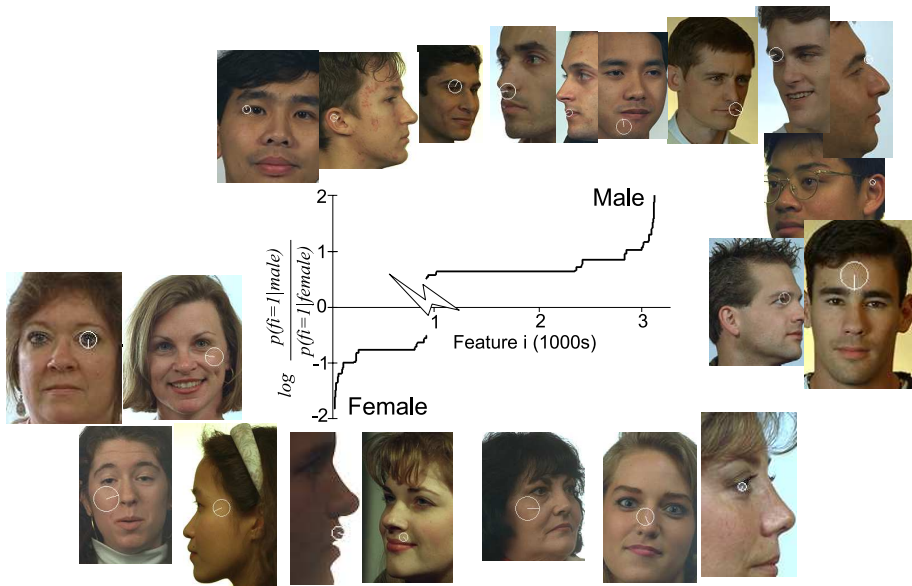 2
Male
1
0
-1
-2
log p(fi=1|male)
p(fi=1|female)
1
2
3
Feature i (1000s)
Female